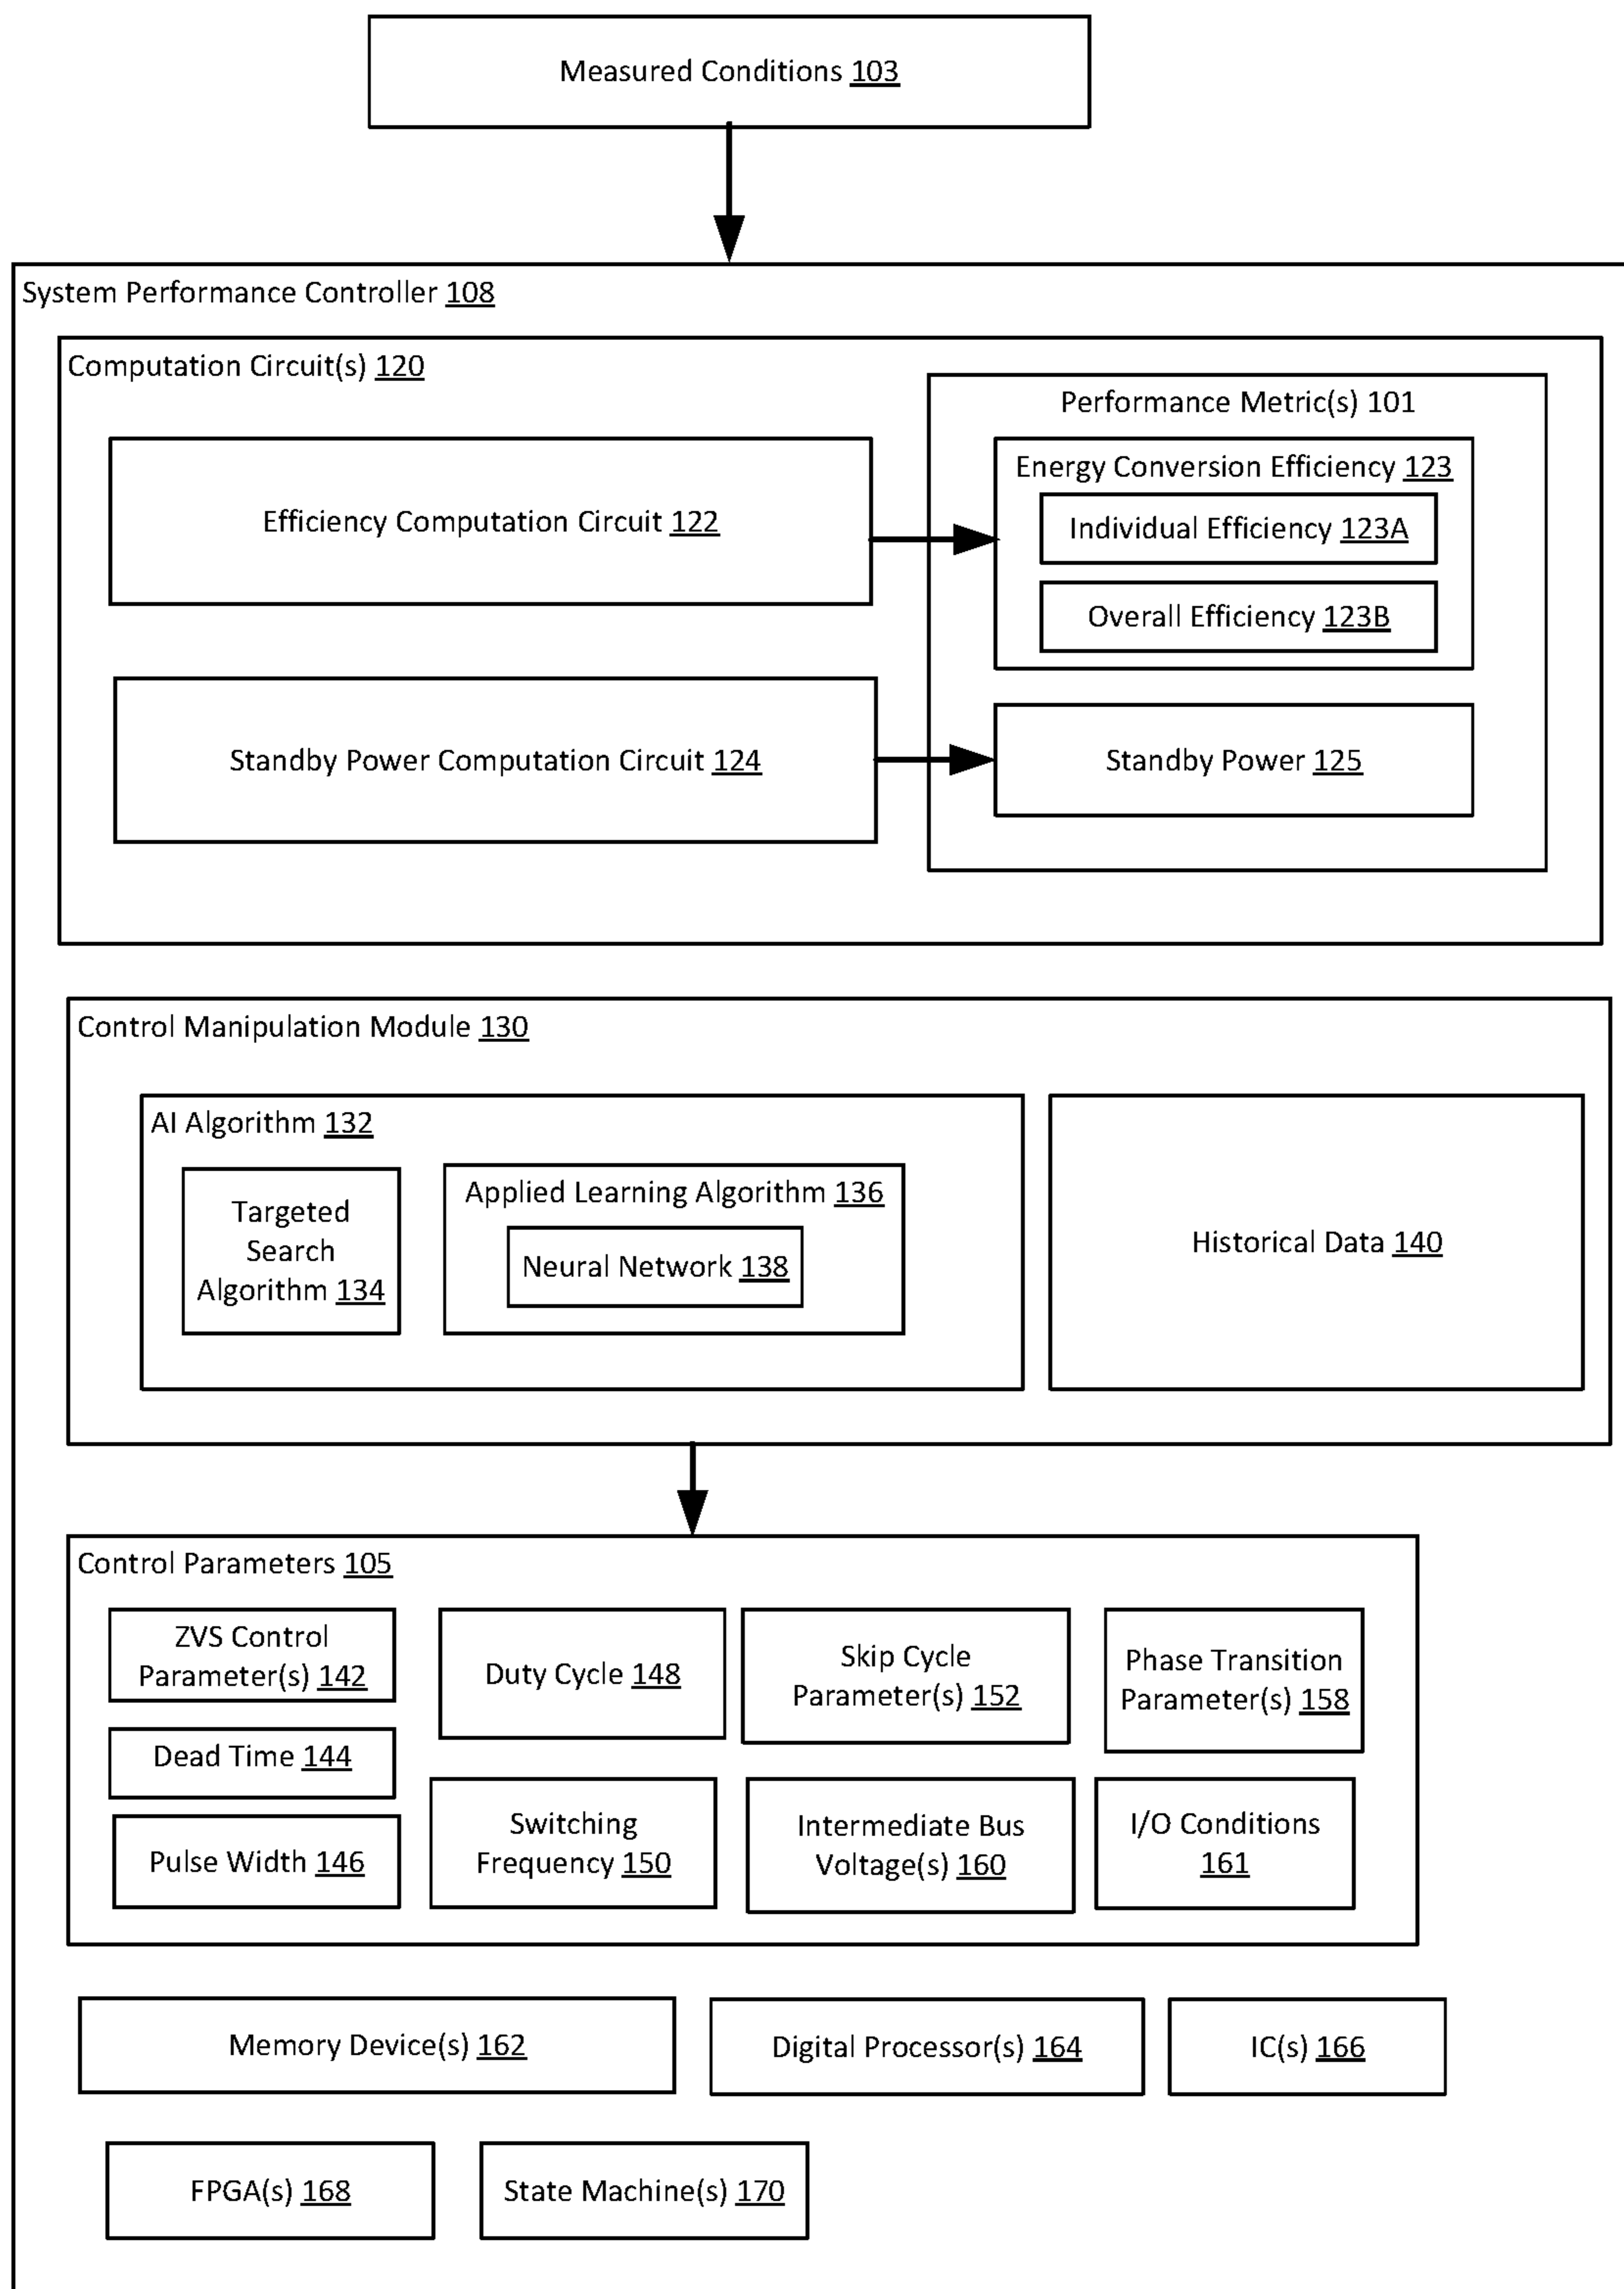 Measured Conditions 103
System Performance Controller 108
Computation Circuit(s) 120
Performance Metric(s) 101
Efficiency Computation Circuit 122
Energy Conversion Efficiency 123
Individual Efficiency 123A
Overall Efficiency 123B
Standby Power Computation Circuit 124
Standby Power 125
Control Manipulation Module 130
AI Algorithm 132
Targeted
Search
Algorithm 134
Applied Learning Algorithm 136
Neural Network 138
Historical Data 140
Control Parameters 105
ZVS Control
Parameter(s) 142
Duty Cycle 148
Skip Cycle
Parameter(s) 152
Phase Transition
Parameter(s) 158
Dead Time 144
Pulse Width 146
Switching
Frequency 150
Intermediate Bus
Voltage(s) 160
I/O Conditions
161
Memory Device(s) 162
Digital Processor(s) 164
IC(s) 166
FPGA(s) 168
State Machine(s) 170